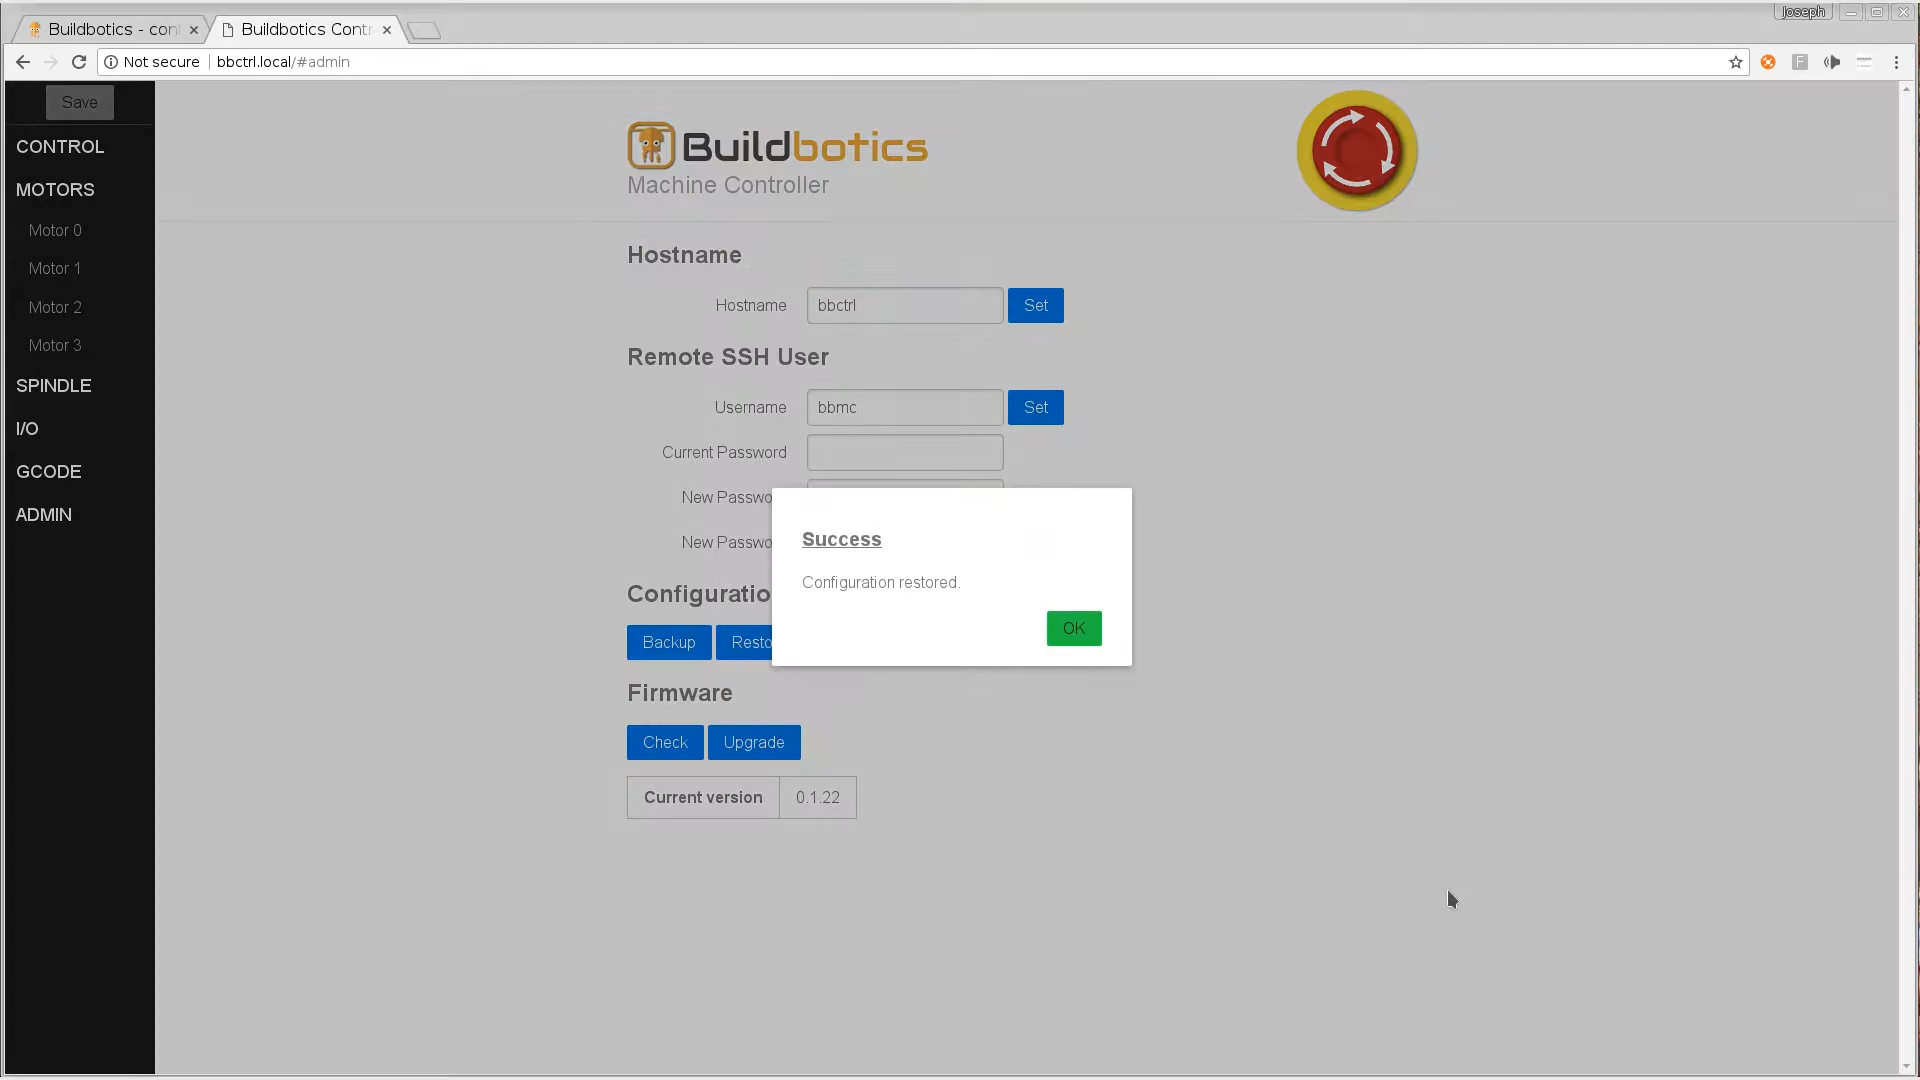 Joseph
Buildbotics - con
Buildbotics Contr
Not secure
bbctrl.local/#admin
F
Save
CONTROL
MOTORS
Motor 0
Motor 1
Motor 2
Motor 3
SPINDLE
I/O
GCODE
ADMIN
Buildbotics
Machine Controller
Hostname
Hostname bbctrl Set
Remote SSH User
Username bbmc Set
Current Password
New Passwo
New Passwo
Configuratio
Backup Resto
Success
Configuration restored.
OK
Firmware
Check Upgrade
Current version 0.1.22